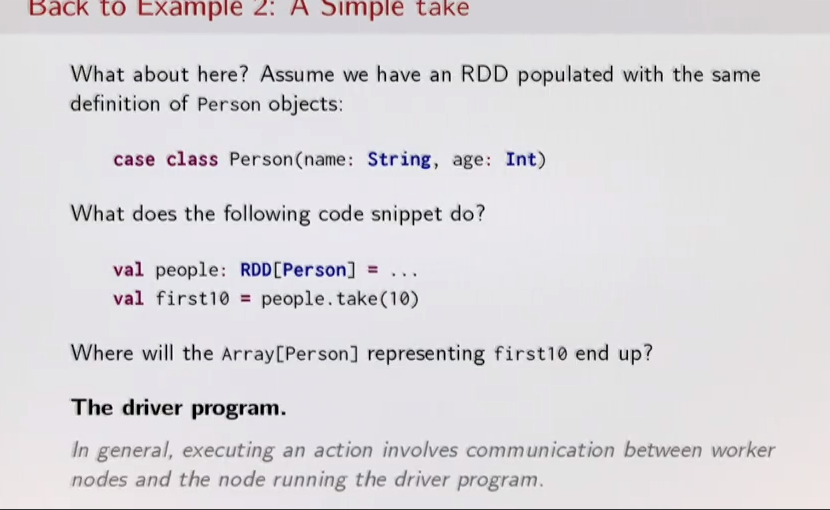 Back to Example 2: A Simple take
What about here? Assume we have an RDD populated with the same
definition of Person objects:
case class Person(name: String, age: Int)
What does the following code snippet do?
val people: RDD[Person] = ...
val first10 = people.take(10)
Where will the Array[Person] representing first10 end up?
The driver program.
In general, executing an action involves communication between worker
nodes and the node running the driver program.